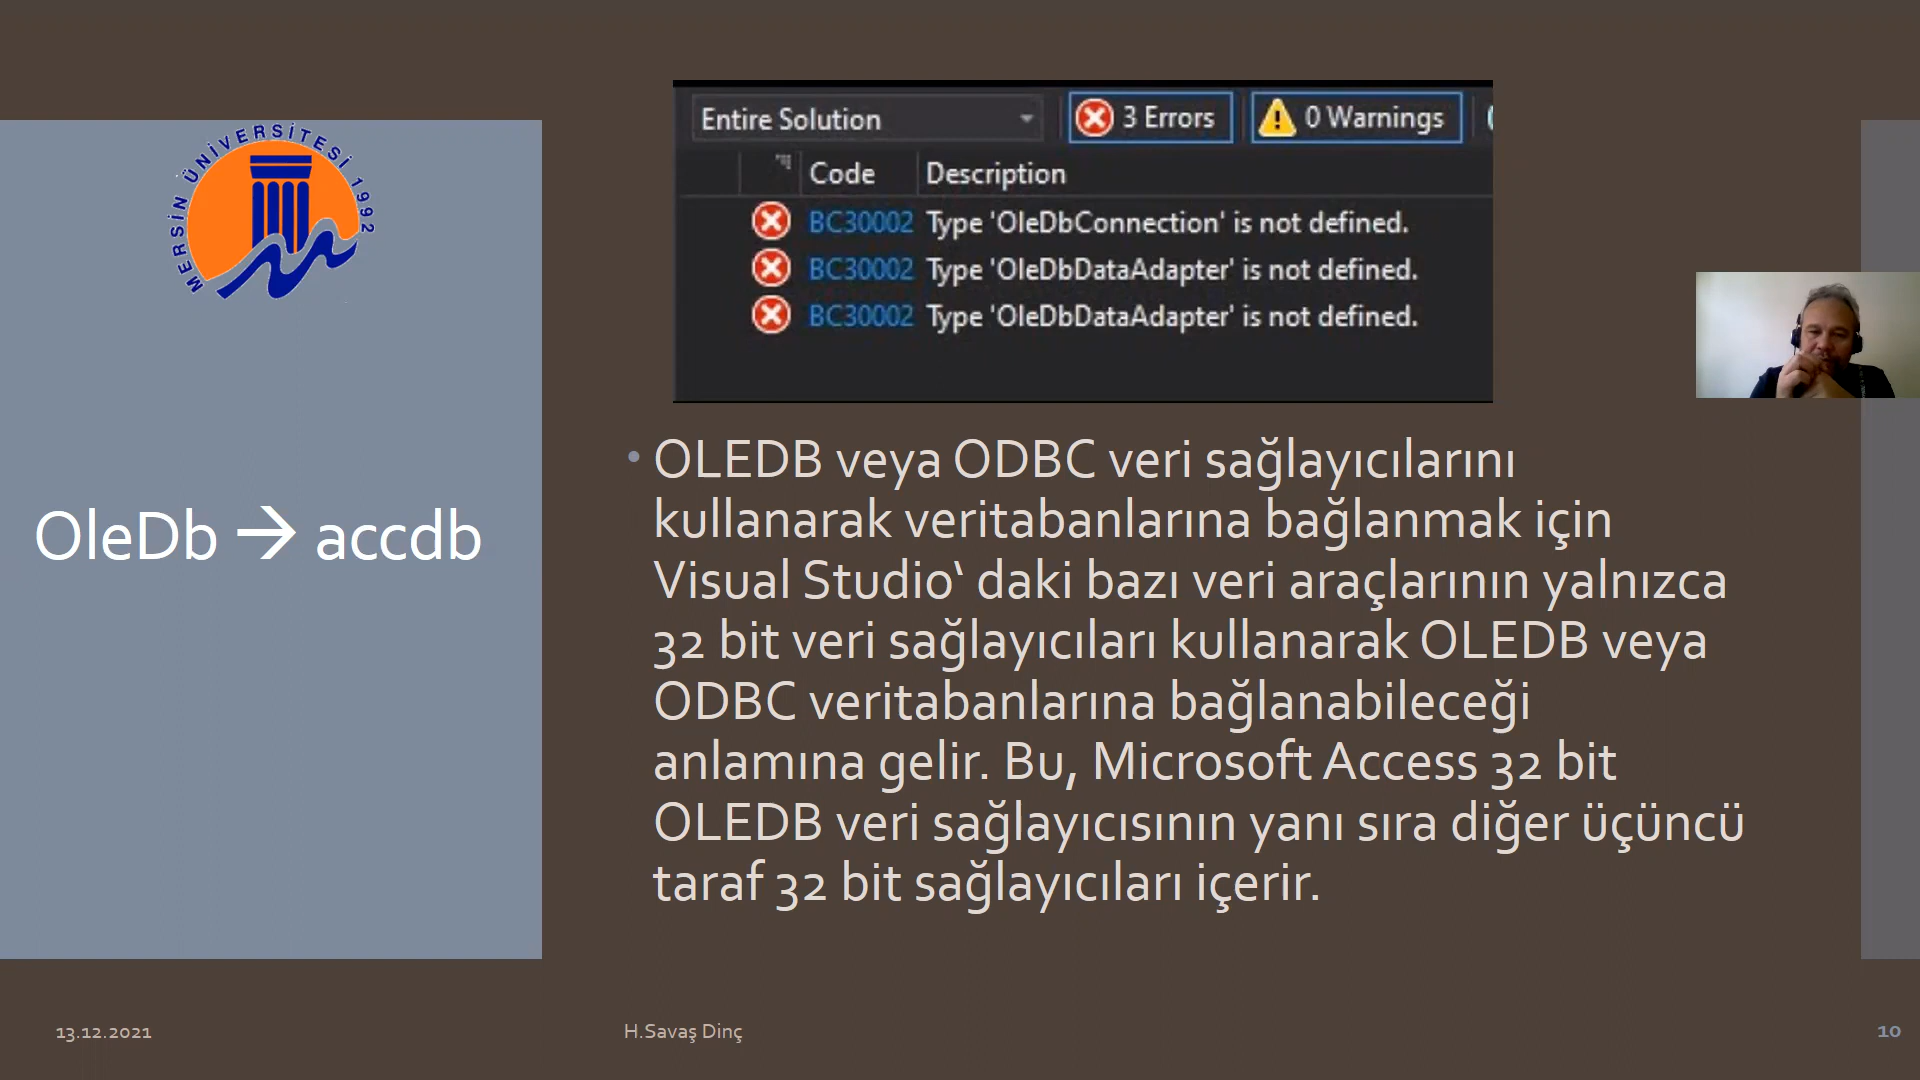 MERSİN ÜNİVERSİTESİ 1992
OleDb → accdb
Entire Solution
3 Errors
0 Warnings
Code Description
BC30002 Type 'OleDbConnection' is not defined.
BC30002 Type 'OleDbDataAdapter' is not defined.
BC30002 Type 'OleDbDataAdapter' is not defined.
• OLEDB veya ODBC veri sağlayıcılarını
kullanarak veritabanlarına bağlanmak için
Visual Studio‘ daki bazı veri araçlarının yalnızca
32 bit veri sağlayıcıları kullanarak OLEDB veya
ODBC veritabanlarına bağlanabileceği
anlamına gelir. Bu, Microsoft Access 32 bit
OLEDB veri sağlayıcısının yanı sıra diğer üçüncü
taraf 32 bit sağlayıcıları içerir.
13.12.2021
H.Savaş Dinç
10